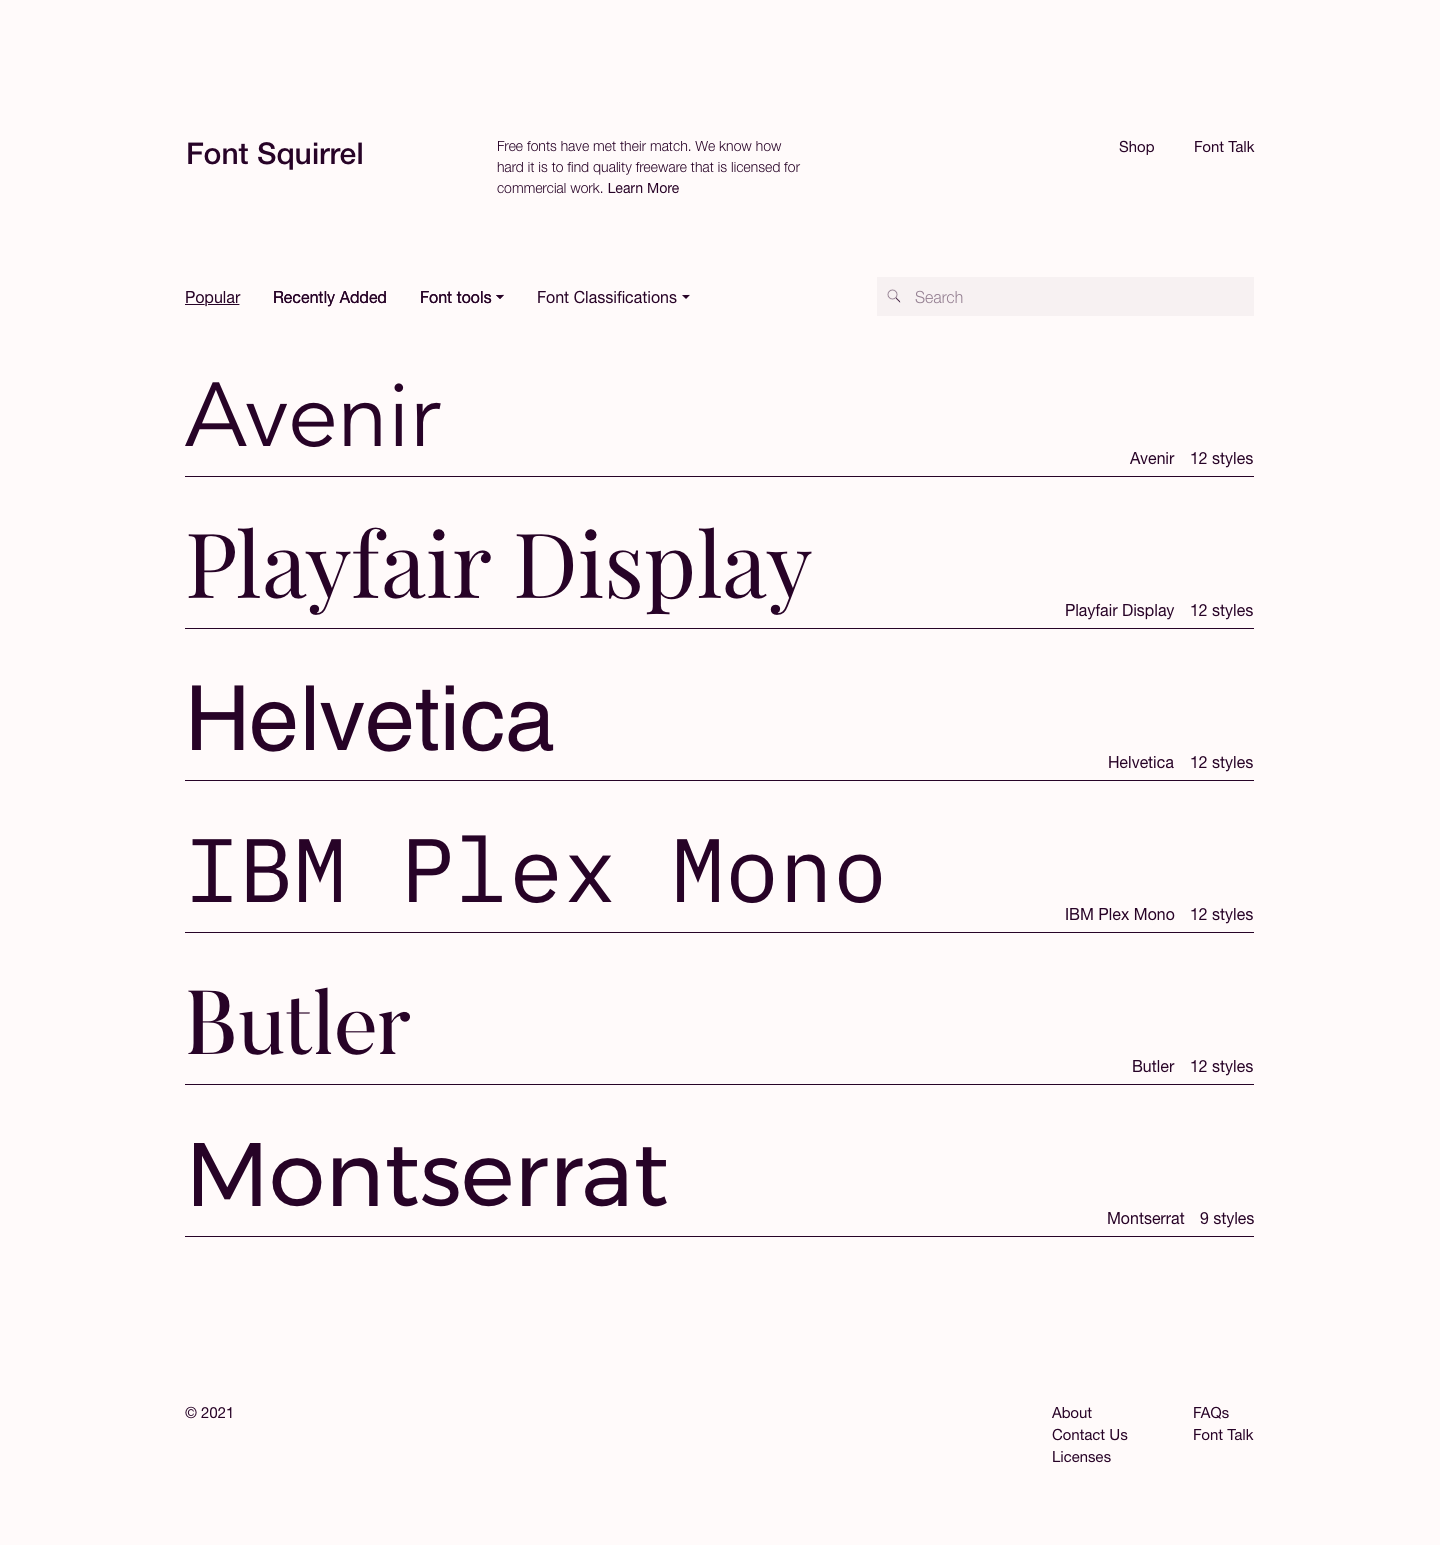 Font Squirrel
Free fonts have met their match. We know how
hard it is to find quality freeware that is licensed for
commercial work. Learn More
Shop Font Talk
Popular Recently Added Font tools Font Classifications
Search
Avenir
Avenir 12 styles
Playfair Display
Playfair Display 12 styles
Helvetica
Helvetica 12 styles
IBM Plex Mono
IBM Plex Mono 12 styles
Butler
Butler 12 styles
Montserrat
Montserrat 9 styles
© 2021
About
Contact Us
Licenses
FAQs
Font Talk